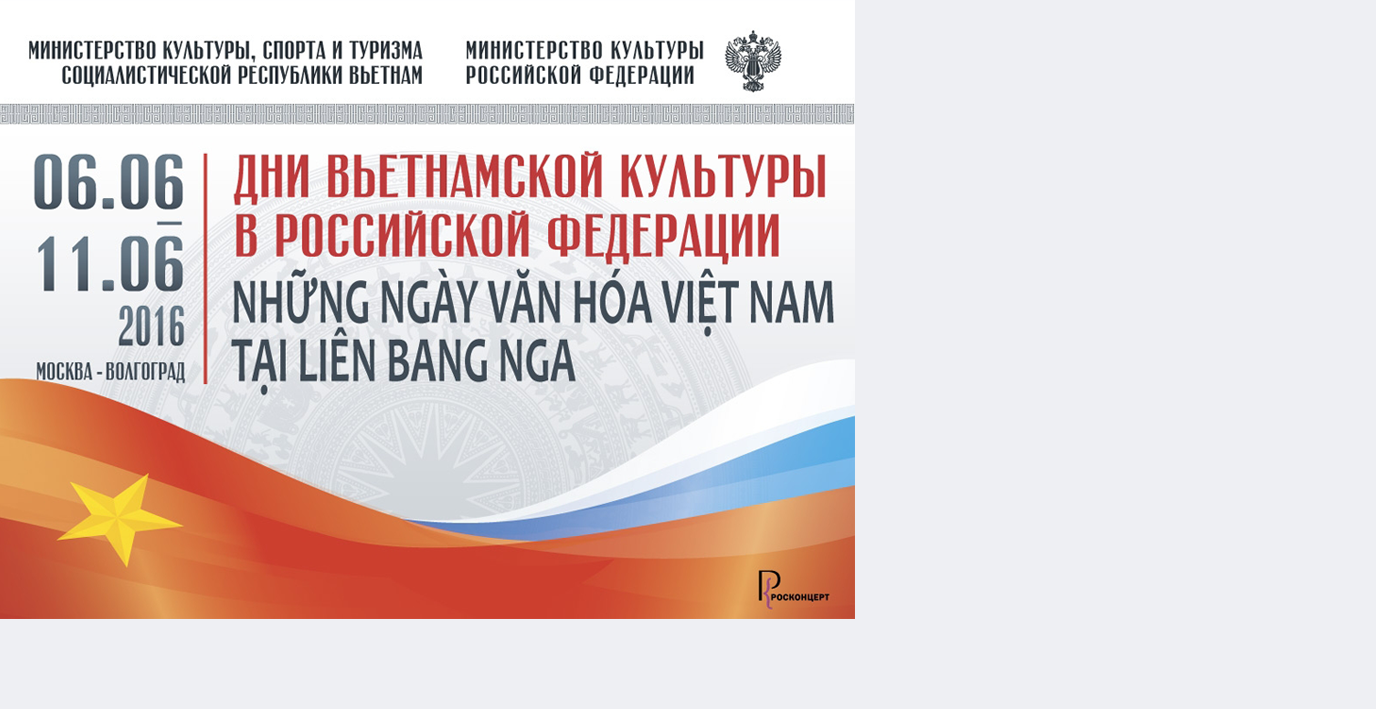 МИНИСТЕРСТВО КУЛЬТУРЫ, СПОРТА И ТУРИЗМА
СОЦИАЛИСТИЧЕСКОЙ РЕСПУБЛИКИ ВЬЕТНАМ
МИНИСТЕРСТВО КУЛЬТУРЫ
РОССИЙСКОЙ ФЕДЕРАЦИИ
06.06
–
11.06
2016
МОСКВА - ВОЛГОГРАД
ДНИ ВЬЕТНАМСКОЙ КУЛЬТУРЫ
В РОССИЙСКОЙ ФЕДЕРАЦИИ
NHỮNG NGÀY VĂN HÓA VIỆT NAM
TẠI LIÊN BANG NGA
РОСКОНЦЕРТ